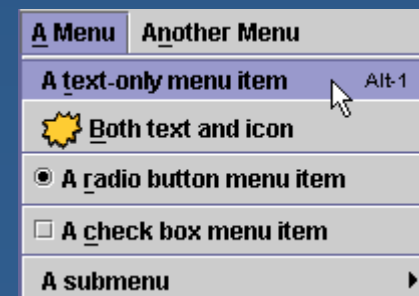 A Menu Another Menu
A text-only menu item Alt-1
Both text and icon
A radio button menu item
A check box menu item
A submenu